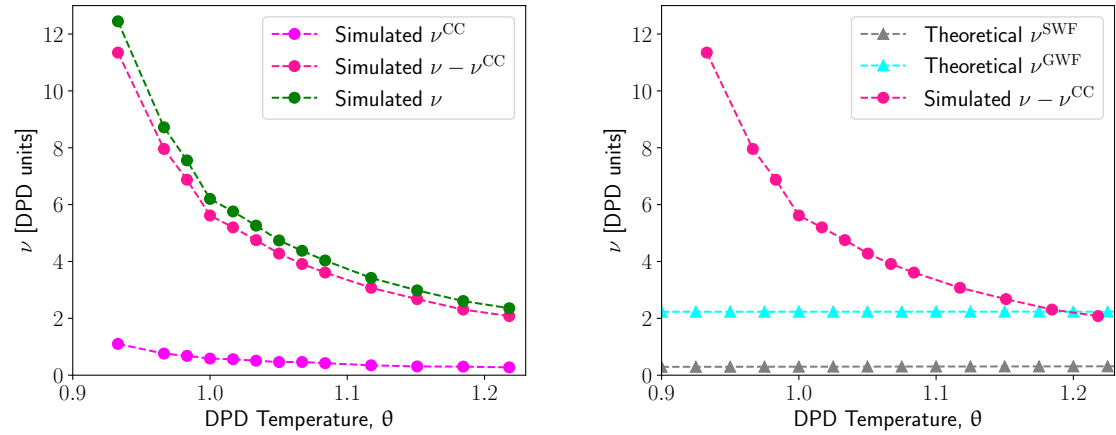 ν [DPD units]
12
10
8
6
4
2
0
0.9
1.0
1.1
1.2
DPD Temperature, θ
Simulated ν^CC
Simulated ν − ν^CC
Simulated ν
ν [DPD units]
12
10
8
6
4
2
0
0.9
1.0
1.1
1.2
DPD Temperature, θ
Theoretical ν^SWF
Theoretical ν^GWF
Simulated ν − ν^CC